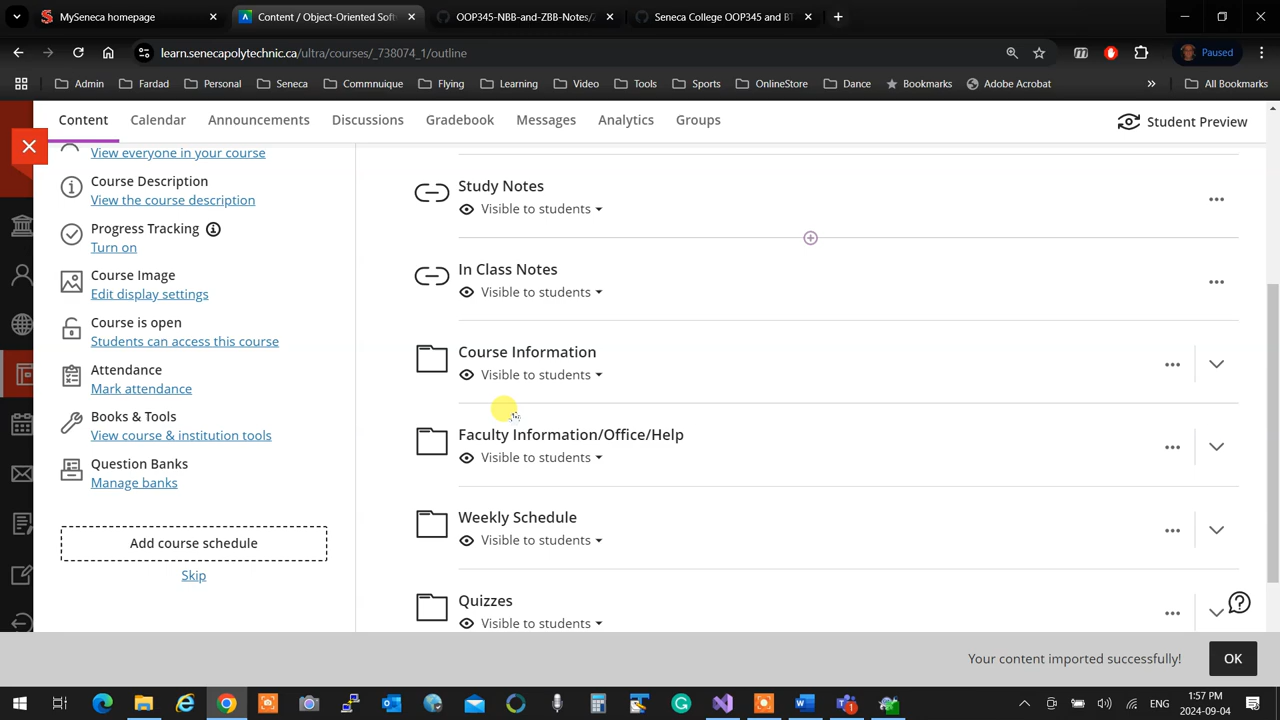 MySeneca homepage
Content / Object-Oriented Soft
OOP345-NBB-and-ZBB-Notes/
Seneca College OOP345 and BT
learn.senecapolytechnic.ca/ultra/courses/_738074_1/outline
Paused
Admin
Fardad
Personal
Seneca
Commnuique
Flying
Learning
Video
Tools
Sports
OnlineStore
Dance
Bookmarks
Adobe Acrobat
All Bookmarks
Content
Calendar
Announcements
Discussions
Gradebook
Messages
Analytics
Groups
Student Preview
View everyone in your course
Course Description
View the course description
Progress Tracking
Turn on
Course Image
Edit display settings
Course is open
Students can access this course
Attendance
Mark attendance
Books & Tools
View course & institution tools
Question Banks
Manage banks
Add course schedule
Skip
Study Notes
Visible to students
In Class Notes
Visible to students
Course Information
Visible to students
Faculty Information/Office/Help
Visible to students
Weekly Schedule
Visible to students
Quizzes
Visible to students
Your content imported successfully!
OK
ENG
1:57 PM
2024-09-04